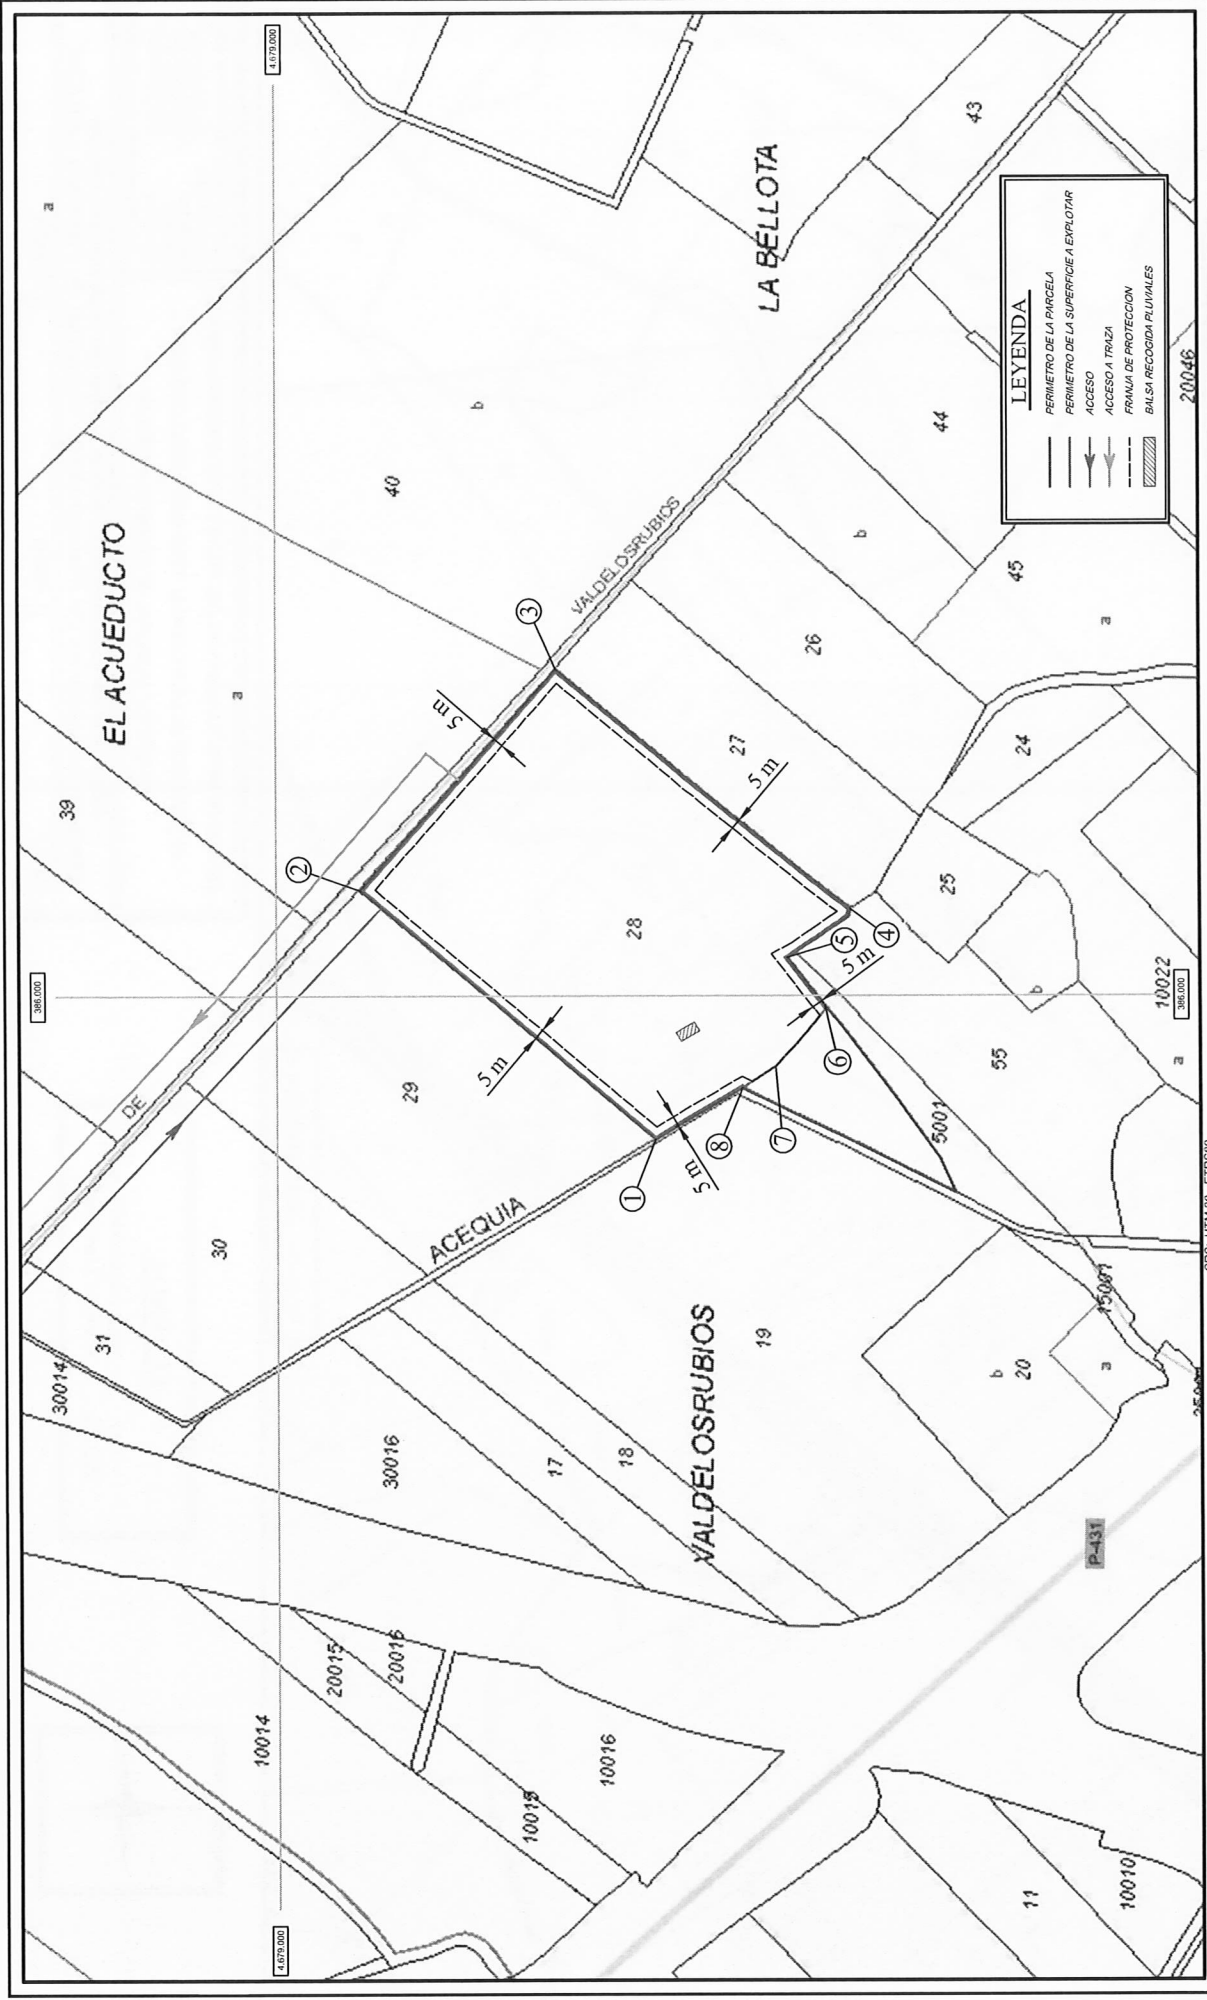 4.679.000
a
EL ACUEDUCTO
39
a
40
b
LA BELLOTA
43
VALDELOSRUBIOS
DE
386.000
2
3
5 m
5 m
5 m
5 m
5 m
28
27
26
b
44
45
a
24
25
b
10022
386.000
a
55
5001
1
8
7
6
5
4
29
30
31
30014
ACEQUIA
30016
17
18
VALDELOSRUBIOS
19
b
20
a
15007
P-431
10014
20015
20016
10015
10016
11
10010
4.679.000
20046
LEYENDA
PERIMETRO DE LA PARCELA
PERIMETRO DE LA SUPERFICIE A EXPLOTAR
ACCESO
ACCESO A TRAZA
FRANJA DE PROTECCION
BALSA RECOGIDA PLUVIALES